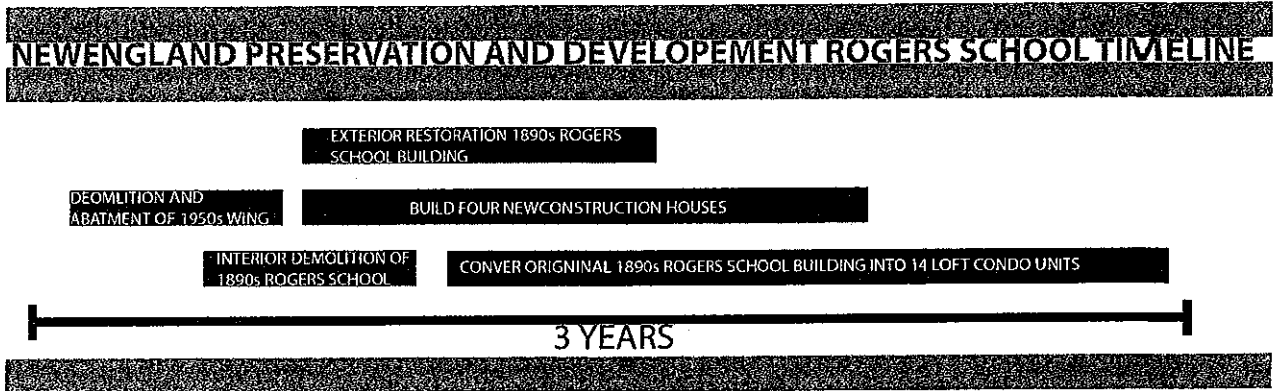 NEWENGLAND PRESERVATION AND DEVELOPEMENT ROGERS SCHOOL TIMELINE
EXTERIOR RESTORATION 1890s ROGERS
SCHOOL BUILDING
DEOMLITION AND
ABATMENT OF 1950s WING
BUILD FOUR NEWCONSTRUCTION HOUSES
INTERIOR DEMOLITION OF
1890s ROGERS SCHOOL
CONVER ORIGNINAL 1890s ROGERS SCHOOL BUILDING INTO 14 LOFT CONDO UNITS
3 YEARS